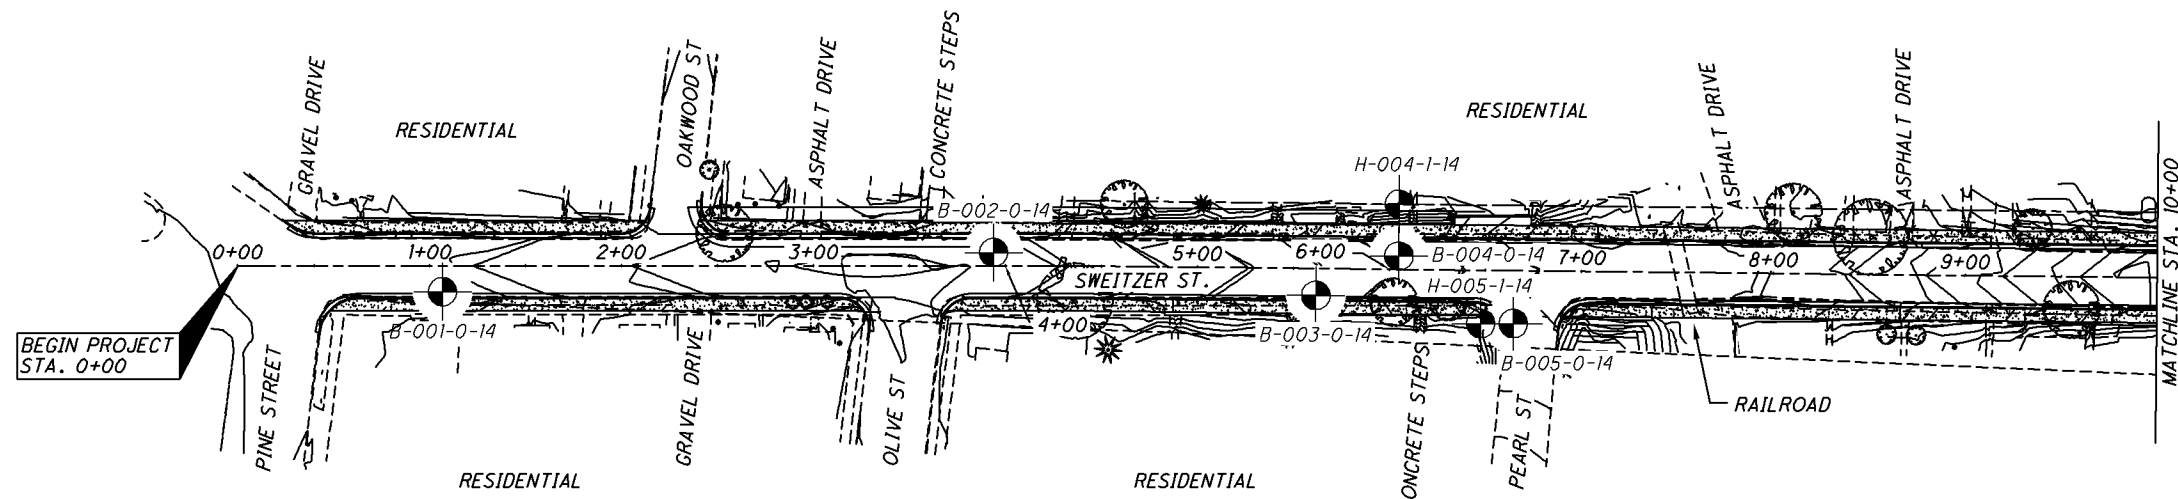 GRAVEL DRIVE
RESIDENTIAL
OAKWOOD ST
ASPHALT DRIVE
CONCRETE STEPS
RESIDENTIAL
H-004-1-14
ASPHALT DRIVE
ASPHALT DRIVE
MATCHLINE STA. 10+00
B-002-0-14
0+00
1+00
2+00
3+00
5+00
6+00
B-004-0-14
7+00
8+00
9+00
SWEITZER ST.
H-005-1-14
B-001-0-14
4+00
B-003-0-14
B-005-0-14
BEGIN PROJECT
STA. 0+00
PINE STREET
GRAVEL DRIVE
OLIVE ST
ONCRETE STEPS
PEARL ST
RAILROAD
RESIDENTIAL
RESIDENTIAL